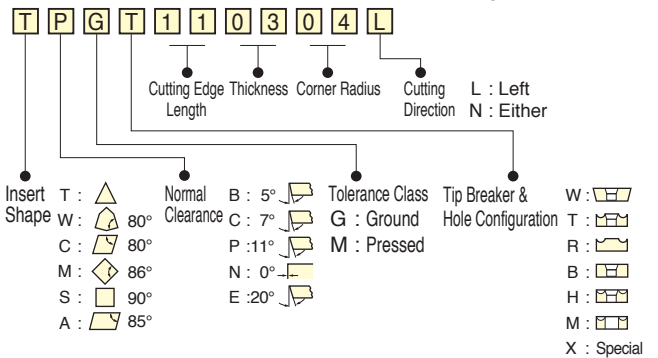 T P G T 1 1 0 3 0 4 L
Cutting Edge Length
Thickness
Corner Radius
Cutting Direction
L : Left
N : Either
Insert Shape
T :
W : 80°
C : 80°
M : 86°
S : 90°
A : 85°
Normal Clearance
B : 5°
C : 7°
P :11°
N : 0°
E :20°
Tolerance Class
G : Ground
M : Pressed
Tip Breaker &
Hole Configuration
W :
T :
R :
B :
H :
M :
X : Special